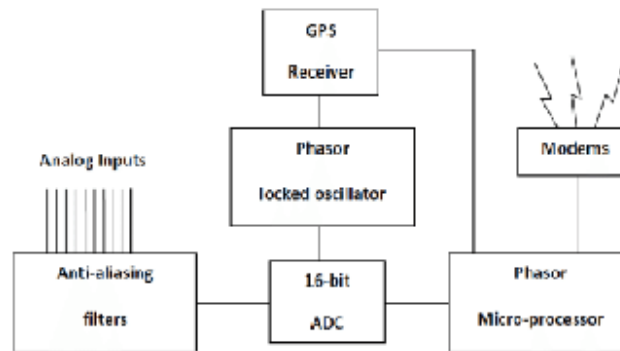 GPS
Receiver
Phasor
locked oscillator
Modems
Analog Inputs
Anti-aliasing
filters
16-bit
ADC
Phasor
Micro-processor